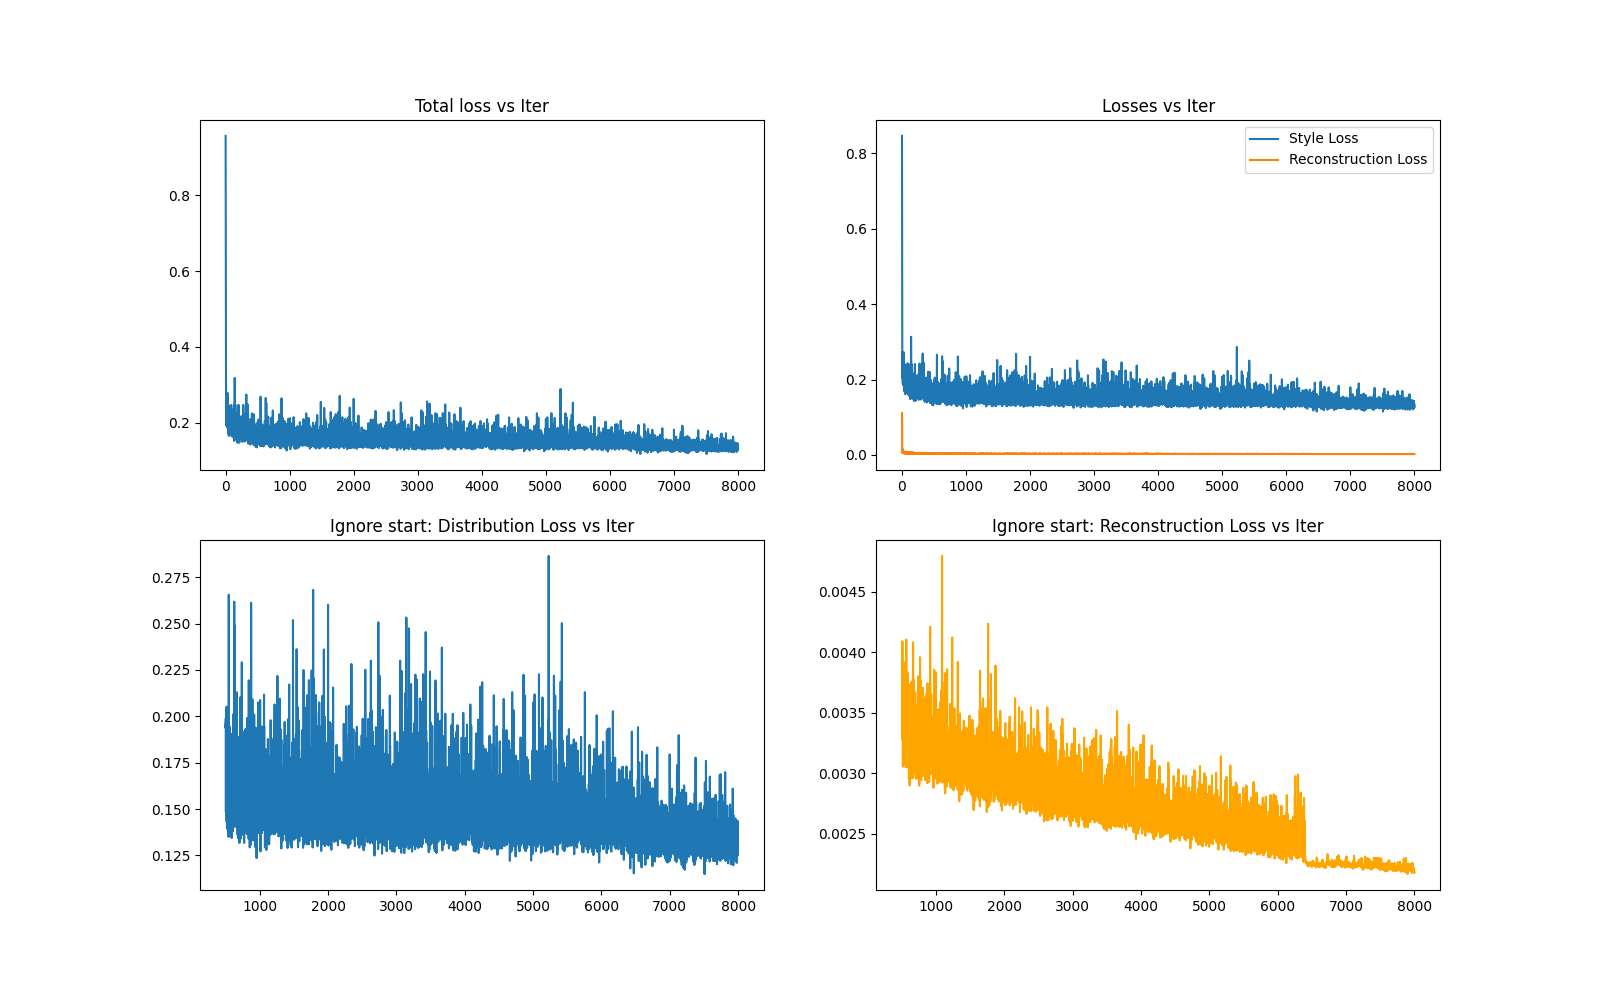 Total loss vs Iter
0.8
0.6
0.4
0.2
0 1000 2000 3000 4000 5000 6000 7000 8000
Losses vs Iter
Style Loss
Reconstruction Loss
0.8
0.6
0.4
0.2
0.0
0 1000 2000 3000 4000 5000 6000 7000 8000
Ignore start: Distribution Loss vs Iter
0.275
0.250
0.225
0.200
0.175
0.150
0.125
1000 2000 3000 4000 5000 6000 7000 8000
Ignore start: Reconstruction Loss vs Iter
0.0045
0.0040
0.0035
0.0030
0.0025
1000 2000 3000 4000 5000 6000 7000 8000